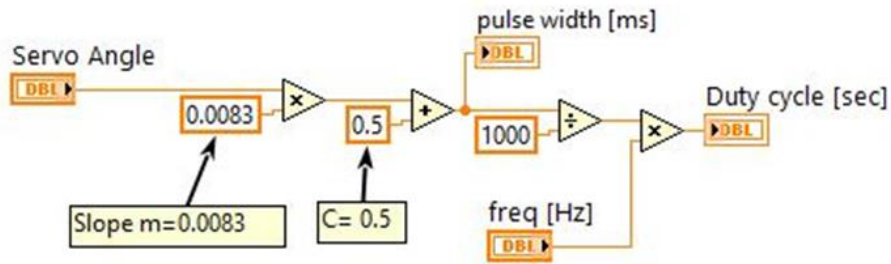 pulse width [ms]
DBL
Servo Angle
DBL
0.0083
×
0.5
+
1000
÷
×
Duty cycle [sec]
DBL
Slope m=0.0083
C= 0.5
freq [Hz]
DBL